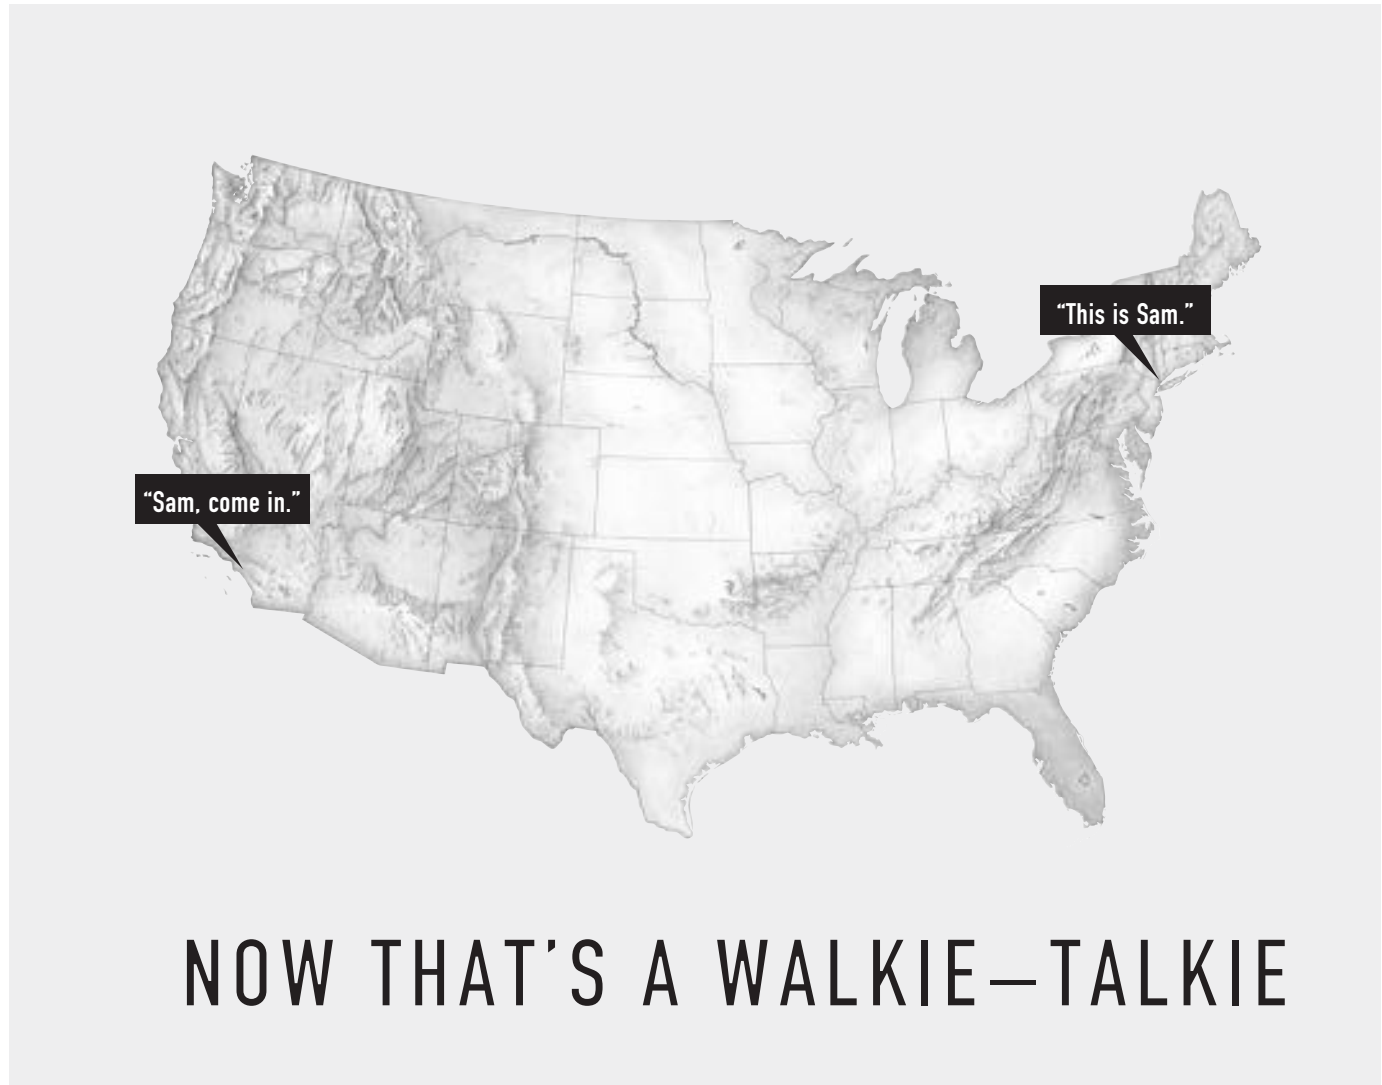 “This is Sam.”
“Sam, come in.”
NOW THAT’S A WALKIE—TALKIE